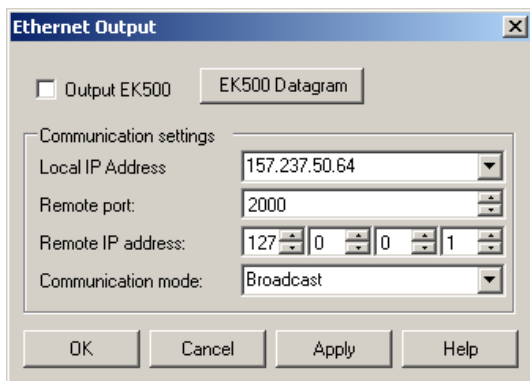 Ethernet Output
Output EK500 EK500 Datagram
Communication settings
Local IP Address 157.237.50.64
Remote port: 2000
Remote IP address: 127 0 0 1
Communication mode: Broadcast
OK Cancel Apply Help